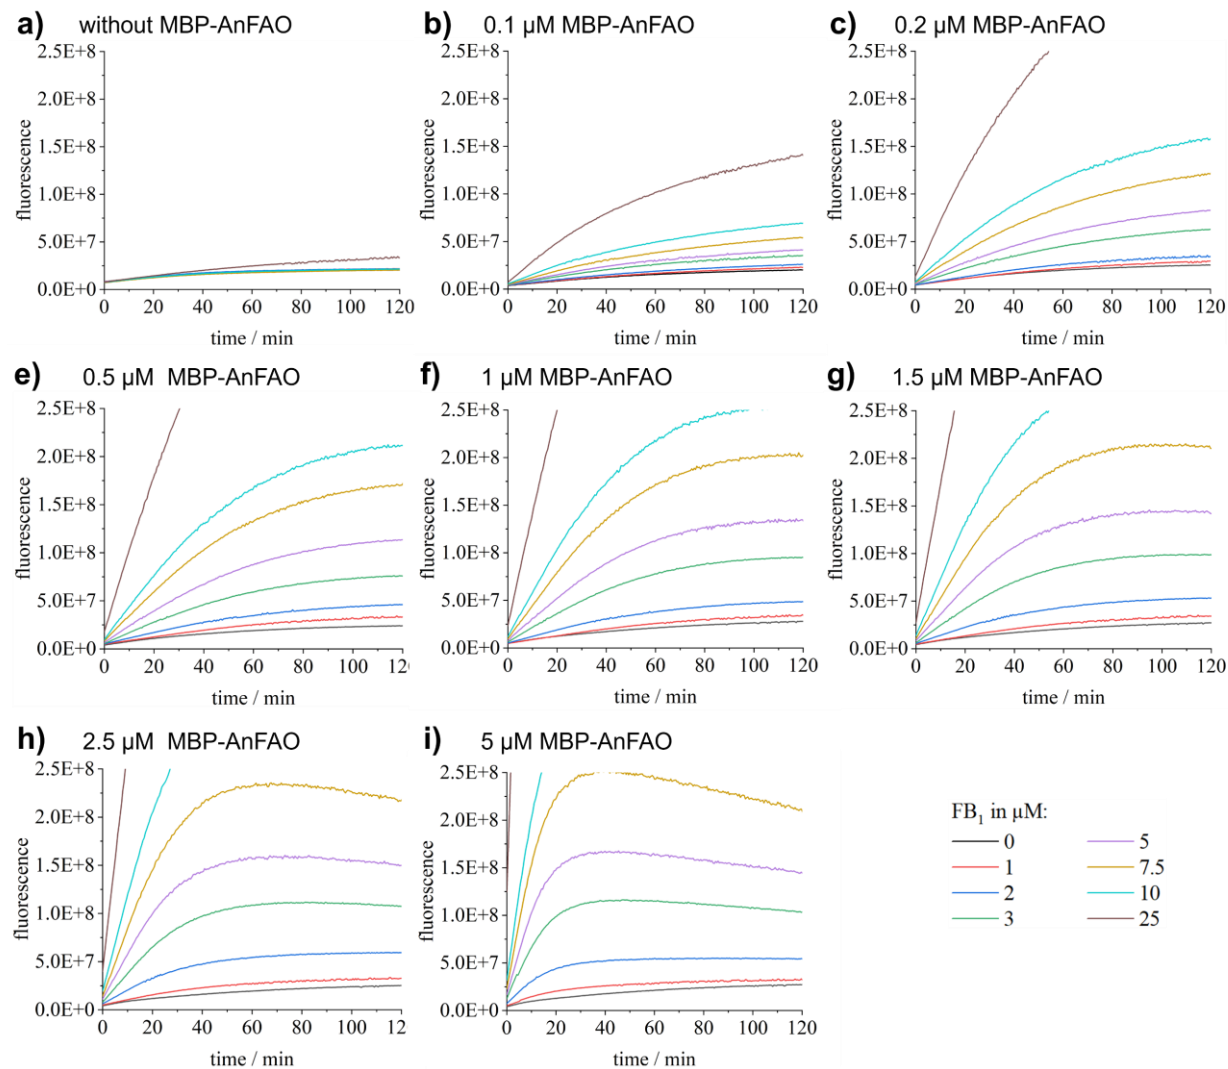 a) without MBP-AnFAO
2.5E+8
2.0E+8
1.5E+8
1.0E+8
5.0E+7
0.0E+0
fluorescence
0 20 40 60 80 100 120
time / min
b) 0.1 µM MBP-AnFAO
2.5E+8
2.0E+8
1.5E+8
1.0E+8
5.0E+7
0.0E+0
fluorescence
0 20 40 60 80 100 120
time / min
c) 0.2 µM MBP-AnFAO
2.5E+8
2.0E+8
1.5E+8
1.0E+8
5.0E+7
0.0E+0
fluorescence
0 20 40 60 80 100 120
time / min
e) 0.5 µM MBP-AnFAO
2.5E+8
2.0E+8
1.5E+8
1.0E+8
5.0E+7
0.0E+0
fluorescence
0 20 40 60 80 100 120
time / min
f) 1 µM MBP-AnFAO
2.5E+8
2.0E+8
1.5E+8
1.0E+8
5.0E+7
0.0E+0
fluorescence
0 20 40 60 80 100 120
time / min
g) 1.5 µM MBP-AnFAO
2.5E+8
2.0E+8
1.5E+8
1.0E+8
5.0E+7
0.0E+0
fluorescence
0 20 40 60 80 100 120
time / min
h) 2.5 µM MBP-AnFAO
2.5E+8
2.0E+8
1.5E+8
1.0E+8
5.0E+7
0.0E+0
fluorescence
0 20 40 60 80 100 120
time / min
i) 5 µM MBP-AnFAO
2.5E+8
2.0E+8
1.5E+8
1.0E+8
5.0E+7
0.0E+0
fluorescence
0 20 40 60 80 100 120
time / min
FB₁ in µM:
0 5
1 7.5
2 10
3 25